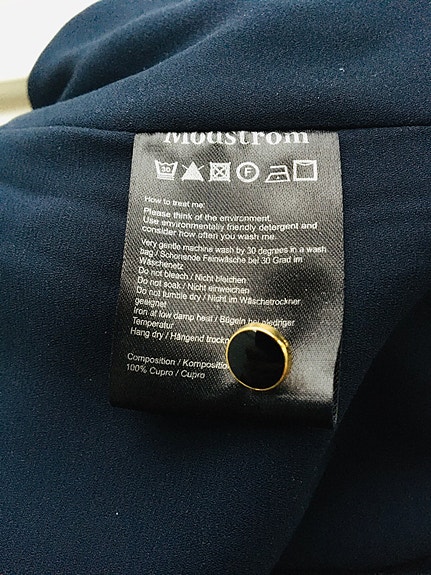 Modström
30
F
How to treat me:
Please think of the environment.
Use environmentally friendly detergent and
consider how often you wash me.
Very gentle machine wash by 30 degrees in a wash
bag / Schonende Feinwäsche bei 30 Grad im
Wäschenetz
Do not bleach / Nicht bleichen
Do not soak / Nicht einweichen
Do not tumble dry / Nicht im Wäschetrockner
geeignet
Iron at low damp heat / Bügeln bei niedriger
Temperatur
Hang dry / Hängend
Composition /
100% Cupro / Cupro